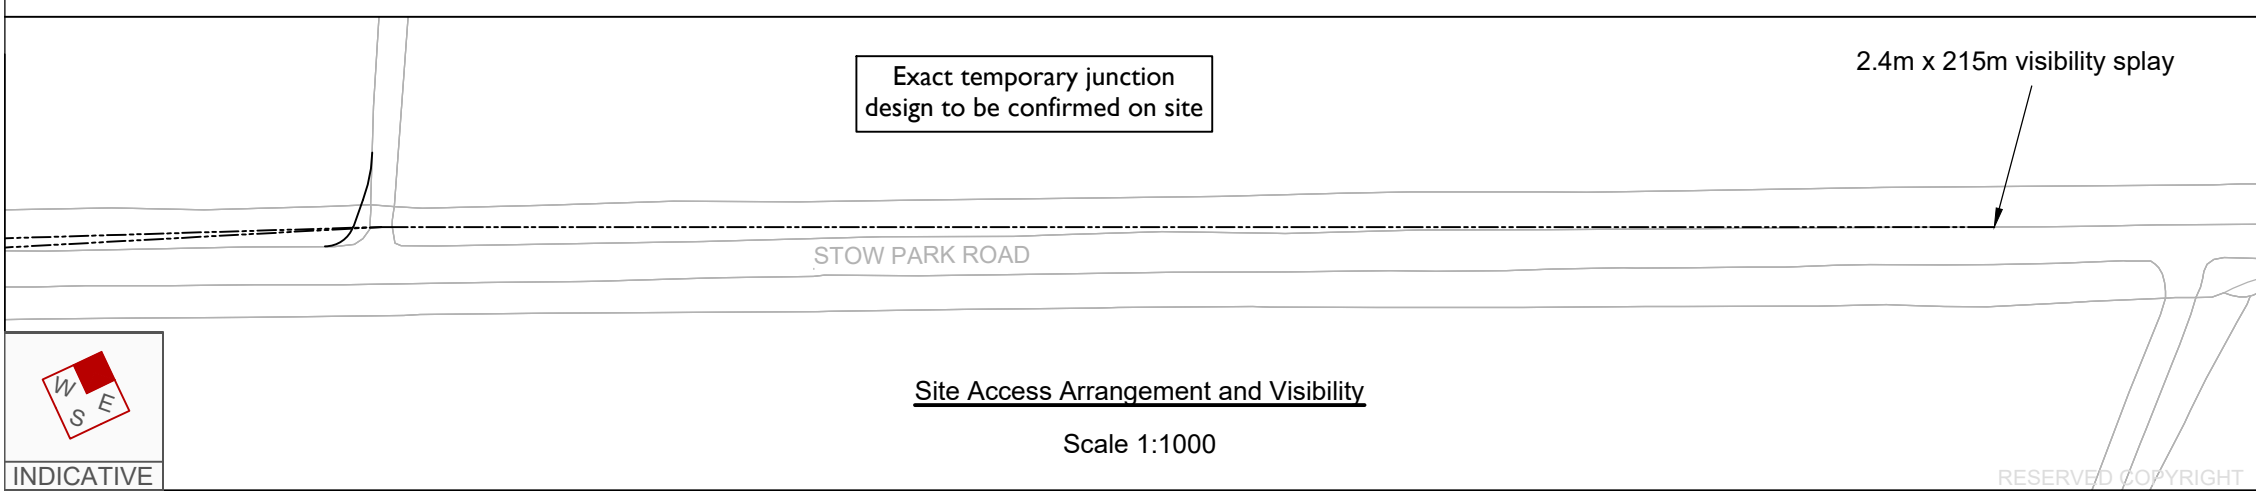 2.4m x 215m visibility splay
Exact temporary junction
design to be confirmed on site
STOW PARK ROAD
W
E
S
INDICATIVE
Site Access Arrangement and Visibility
Scale 1:1000
RESERVED COPYRIGHT